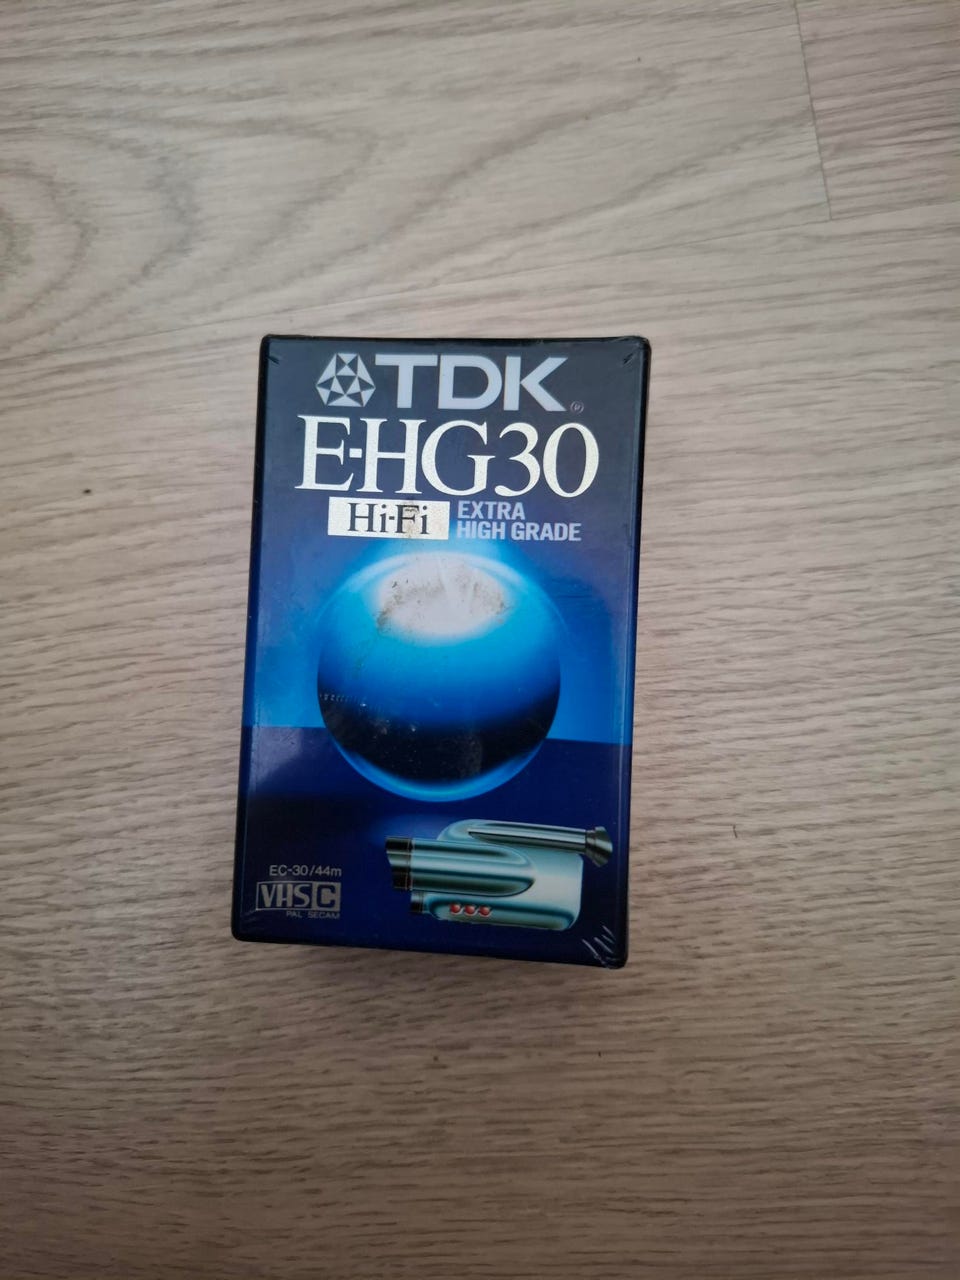 TDK
E-HG30
Hi-Fi EXTRA
HIGH GRADE
EC-30/44m
VHS C
PAL SECAM